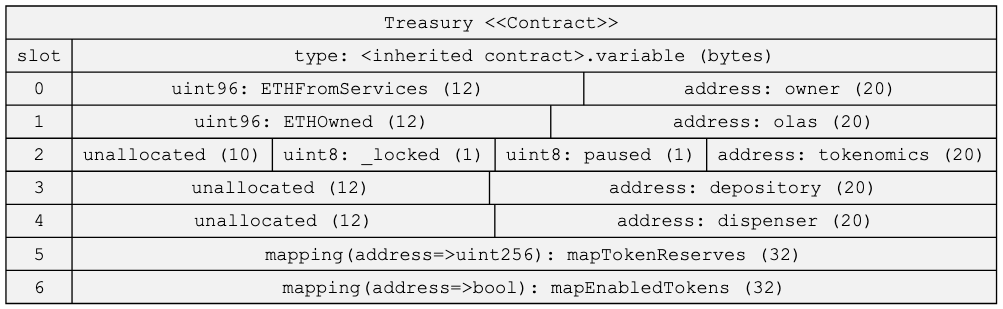 Treasury <<Contract>>
slot type: <inherited contract>.variable (bytes)
0 uint96: ETHFromServices (12) address: owner (20)
1 uint96: ETHOwned (12) address: olas (20)
2 unallocated (10) uint8: _locked (1) uint8: paused (1) address: tokenomics (20)
3 unallocated (12) address: depository (20)
4 unallocated (12) address: dispenser (20)
5 mapping(address=>uint256): mapTokenReserves (32)
6 mapping(address=>bool): mapEnabledTokens (32)